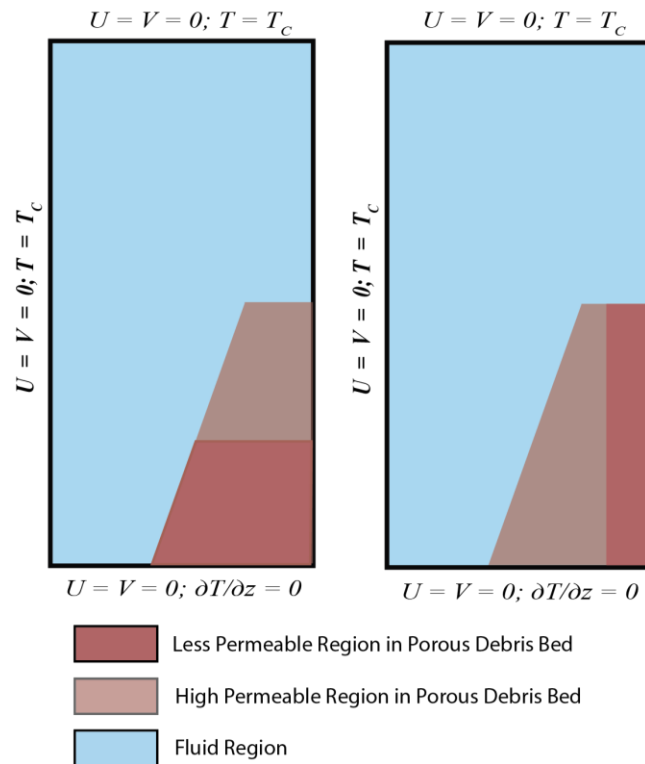 U = V = 0; T = T_C
U = V = 0; T = T_C
U = V = 0; T = T_C
U = V = 0; T = T_C
U = V = 0; ∂T/∂z = 0
U = V = 0; ∂T/∂z = 0
Less Permeable Region in Porous Debris Bed
High Permeable Region in Porous Debris Bed
Fluid Region